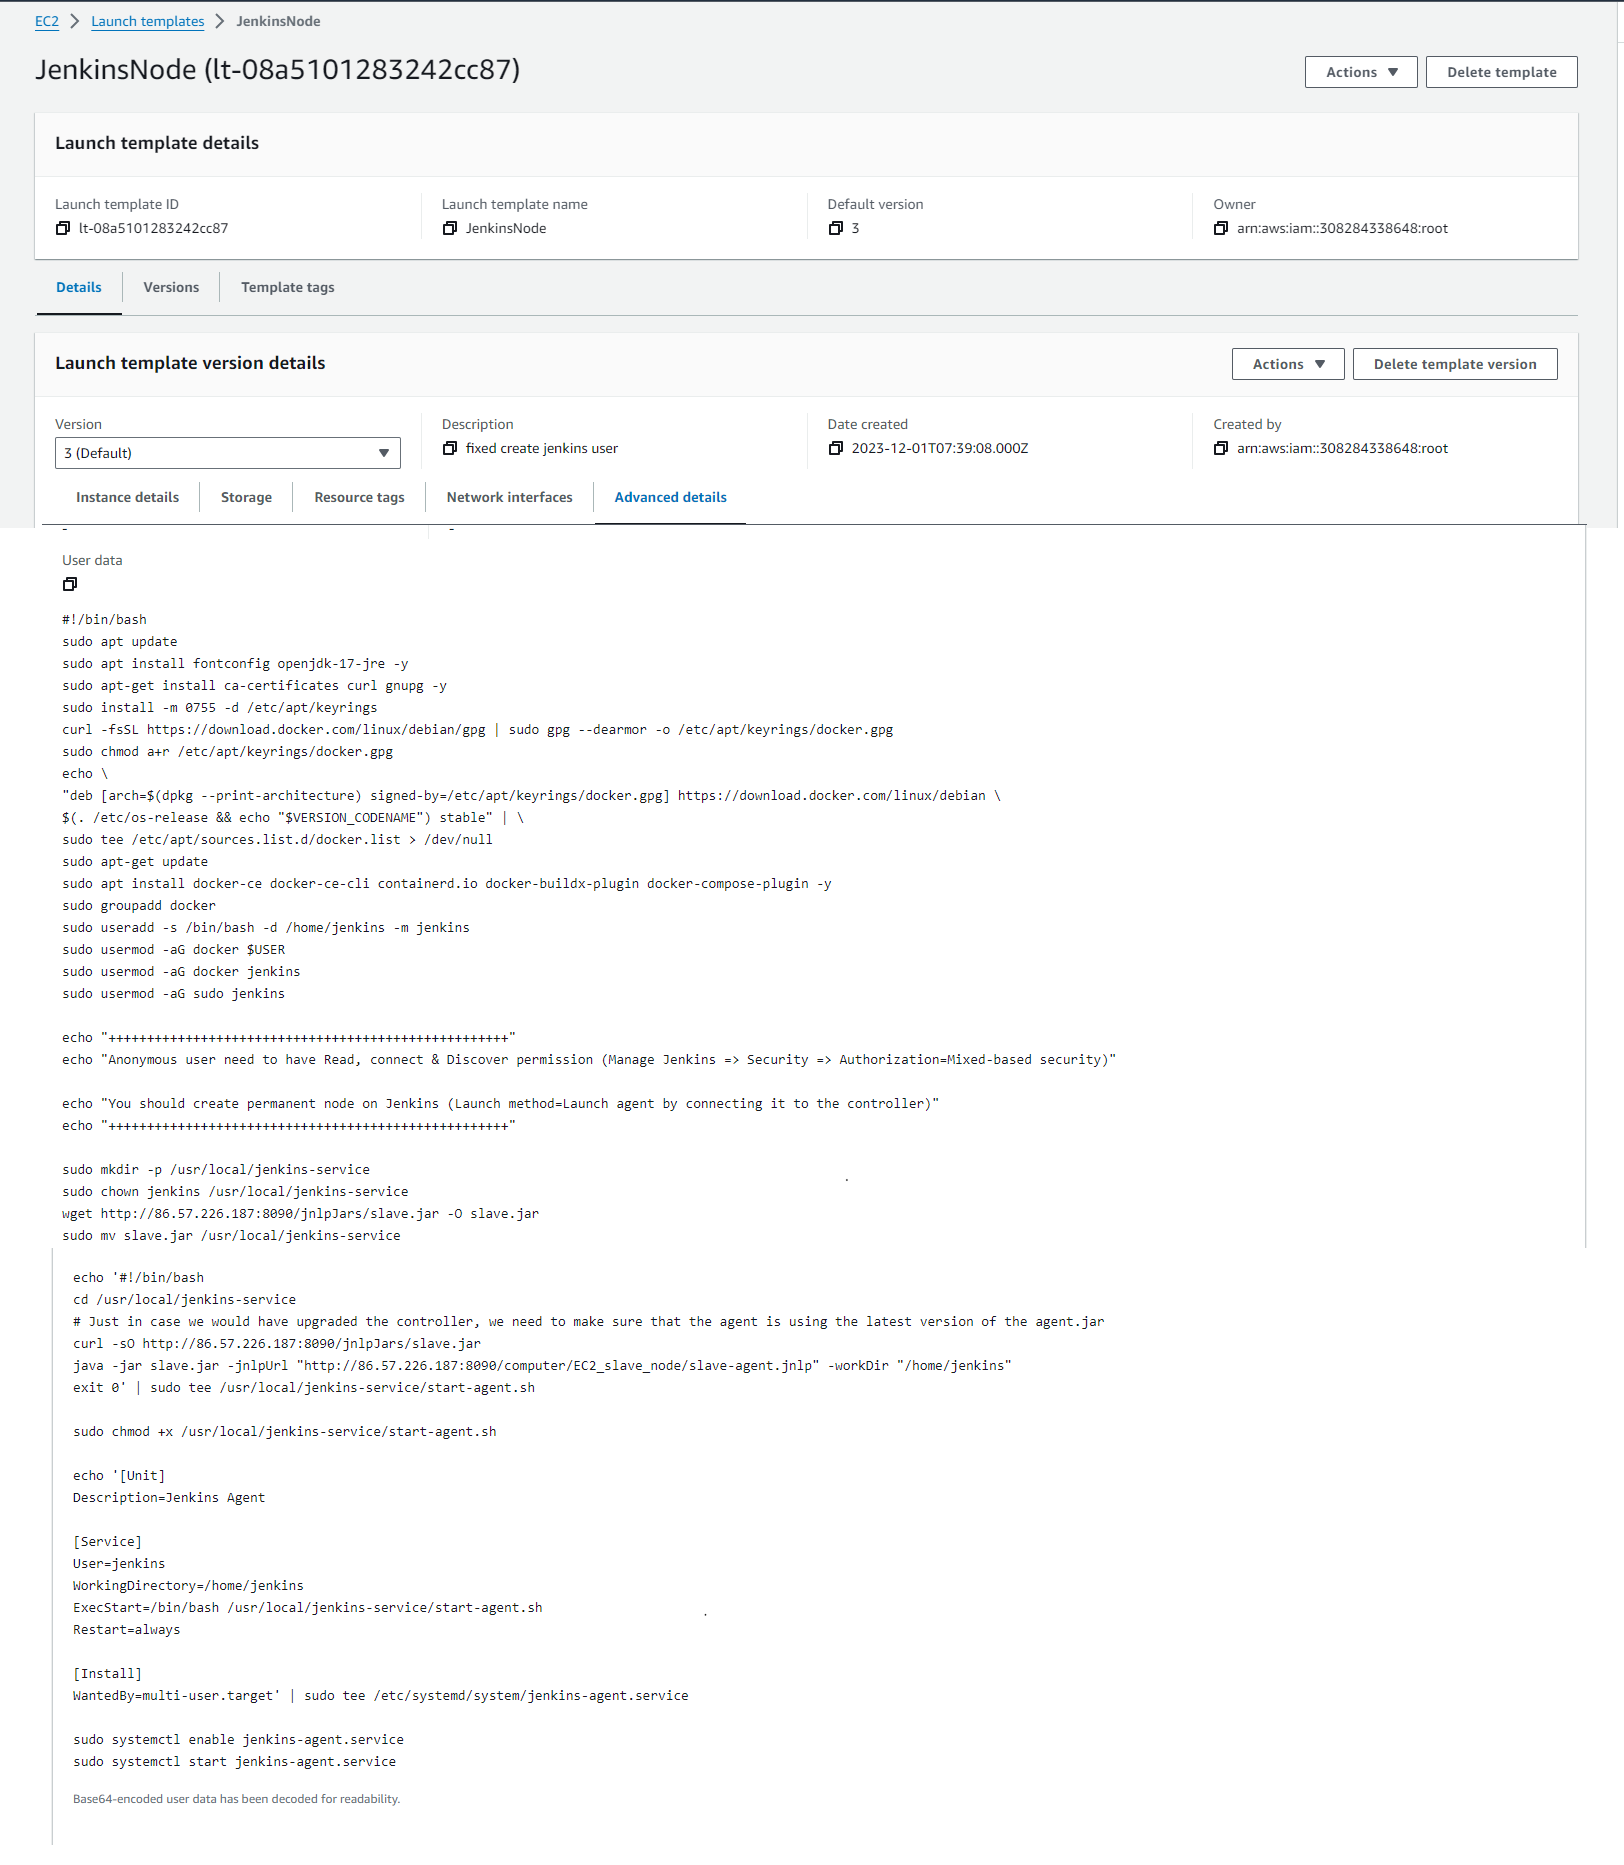 EC2 > Launch templates > JenkinsNode
JenkinsNode (lt-08a5101283242cc87)
Actions ▼ Delete template
Launch template details
Launch template ID Launch template name Default version Owner
lt-08a5101283242cc87 JenkinsNode 3 arn:aws:iam::308284338648:root
Details Versions Template tags
Launch template version details
Actions ▼ Delete template version
Version Description Date created Created by
3 (Default) ▼ fixed create jenkins user 2023-12-01T07:39:08.000Z arn:aws:iam::308284338648:root
Instance details Storage Resource tags Network interfaces Advanced details
- -
User data
#!/bin/bash
sudo apt update
sudo apt install fontconfig openjdk-17-jre -y
sudo apt-get install ca-certificates curl gnupg -y
sudo install -m 0755 -d /etc/apt/keyrings
curl -fsSL https://download.docker.com/linux/debian/gpg | sudo gpg --dearmor -o /etc/apt/keyrings/docker.gpg
sudo chmod a+r /etc/apt/keyrings/docker.gpg
echo \
"deb [arch=$(dpkg --print-architecture) signed-by=/etc/apt/keyrings/docker.gpg] https://download.docker.com/linux/debian \
$(. /etc/os-release && echo "$VERSION_CODENAME") stable" | \
sudo tee /etc/apt/sources.list.d/docker.list > /dev/null
sudo apt-get update
sudo apt install docker-ce docker-ce-cli containerd.io docker-buildx-plugin docker-compose-plugin -y
sudo groupadd docker
sudo useradd -s /bin/bash -d /home/jenkins -m jenkins
sudo usermod -aG docker $USER
sudo usermod -aG docker jenkins
sudo usermod -aG sudo jenkins
echo "++++++++++++++++++++++++++++++++++++++++++++++++++++"
echo "Anonymous user need to have Read, connect & Discover permission (Manage Jenkins => Security => Authorization=Mixed-based security)"
echo "You should create permanent node on Jenkins (Launch method=Launch agent by connecting it to the controller)"
echo "++++++++++++++++++++++++++++++++++++++++++++++++++++"
sudo mkdir -p /usr/local/jenkins-service
sudo chown jenkins /usr/local/jenkins-service
wget http://86.57.226.187:8090/jnlpJars/slave.jar -O slave.jar
sudo mv slave.jar /usr/local/jenkins-service
echo '#!/bin/bash
cd /usr/local/jenkins-service
# Just in case we would have upgraded the controller, we need to make sure that the agent is using the latest version of the agent.jar
curl -sO http://86.57.226.187:8090/jnlpJars/slave.jar
java -jar slave.jar -jnlpUrl "http://86.57.226.187:8090/computer/EC2_slave_node/slave-agent.jnlp" -workDir "/home/jenkins"
exit 0' | sudo tee /usr/local/jenkins-service/start-agent.sh
sudo chmod +x /usr/local/jenkins-service/start-agent.sh
echo '[Unit]
Description=Jenkins Agent
[Service]
User=jenkins
WorkingDirectory=/home/jenkins
ExecStart=/bin/bash /usr/local/jenkins-service/start-agent.sh
Restart=always
[Install]
WantedBy=multi-user.target' | sudo tee /etc/systemd/system/jenkins-agent.service
sudo systemctl enable jenkins-agent.service
sudo systemctl start jenkins-agent.service
Base64-encoded user data has been decoded for readability.